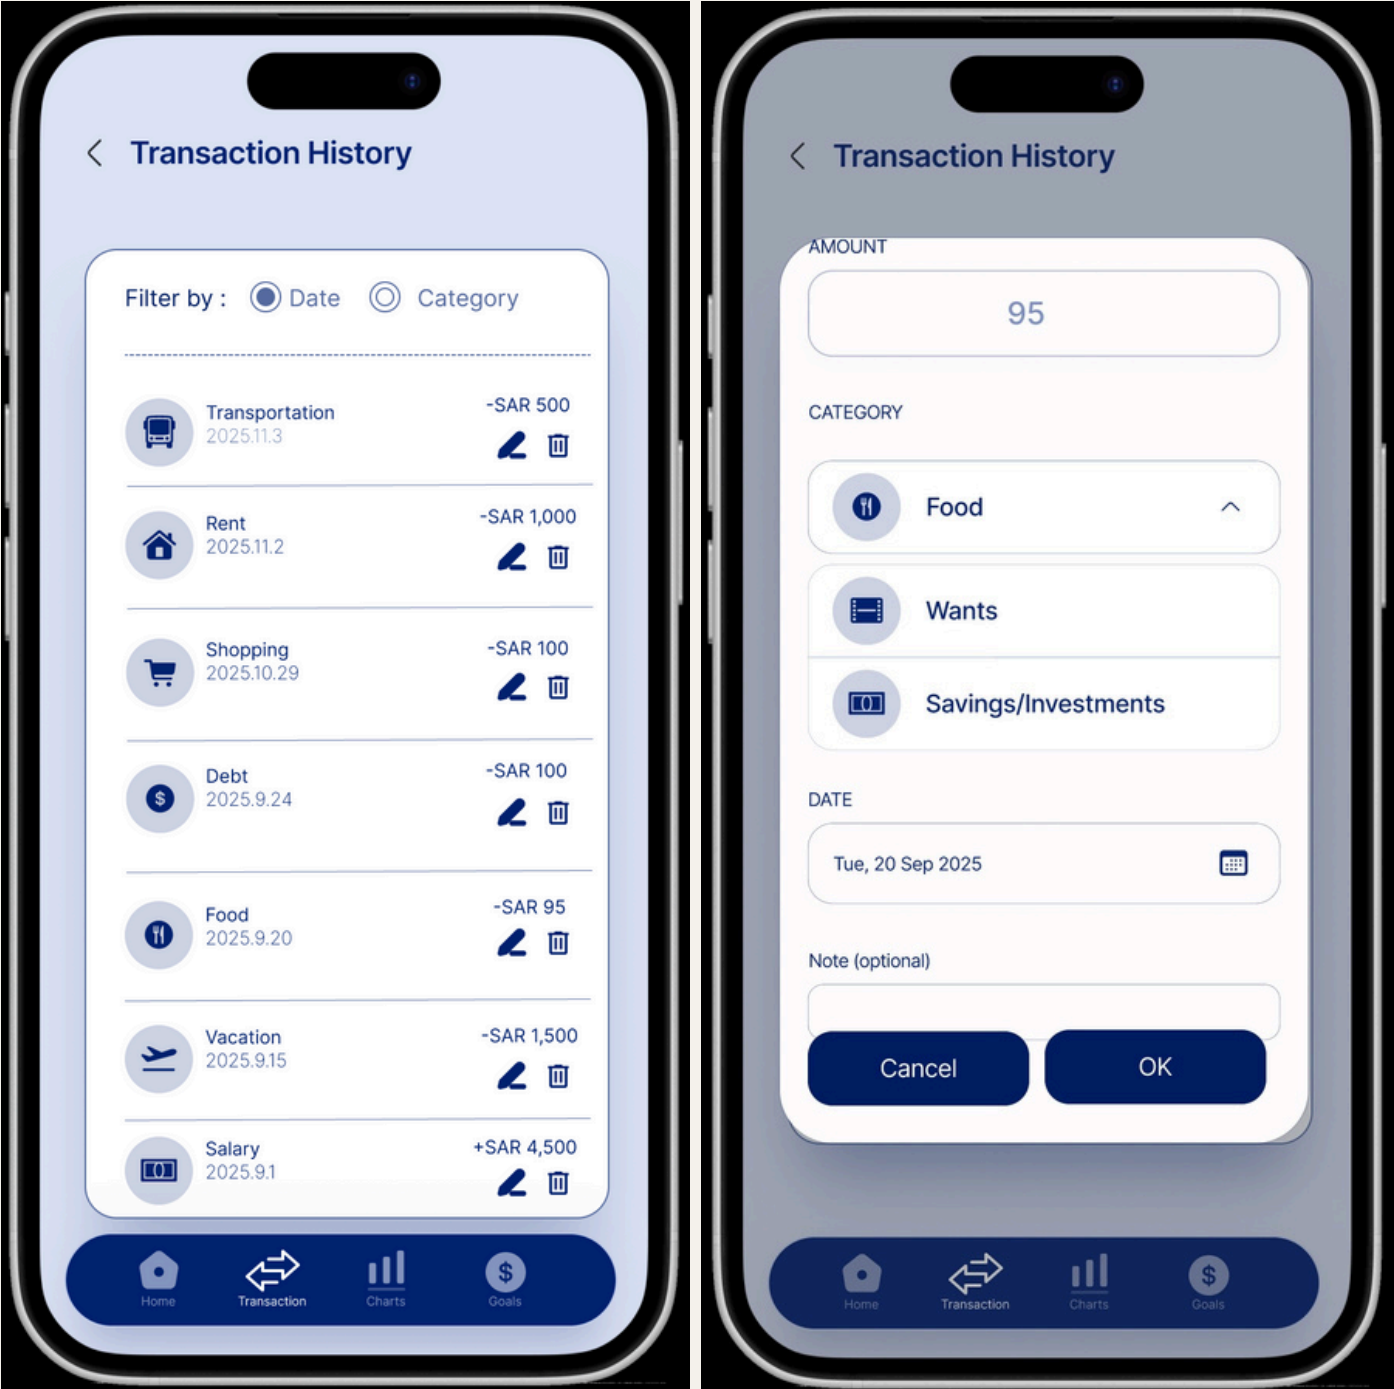 Transaction History
Filter by : Date Category
Transportation -SAR 500
2025.11.3
Rent -SAR 1,000
2025.11.2
Shopping -SAR 100
2025.10.29
Debt -SAR 100
2025.9.24
Food -SAR 95
2025.9.20
Vacation -SAR 1,500
2025.9.15
Salary +SAR 4,500
2025.9.1
Home Transaction Charts Goals
Transaction History
AMOUNT
95
CATEGORY
Food
Wants
Savings/Investments
DATE
Tue, 20 Sep 2025
Note (optional)
Cancel OK
Home Transaction Charts Goals